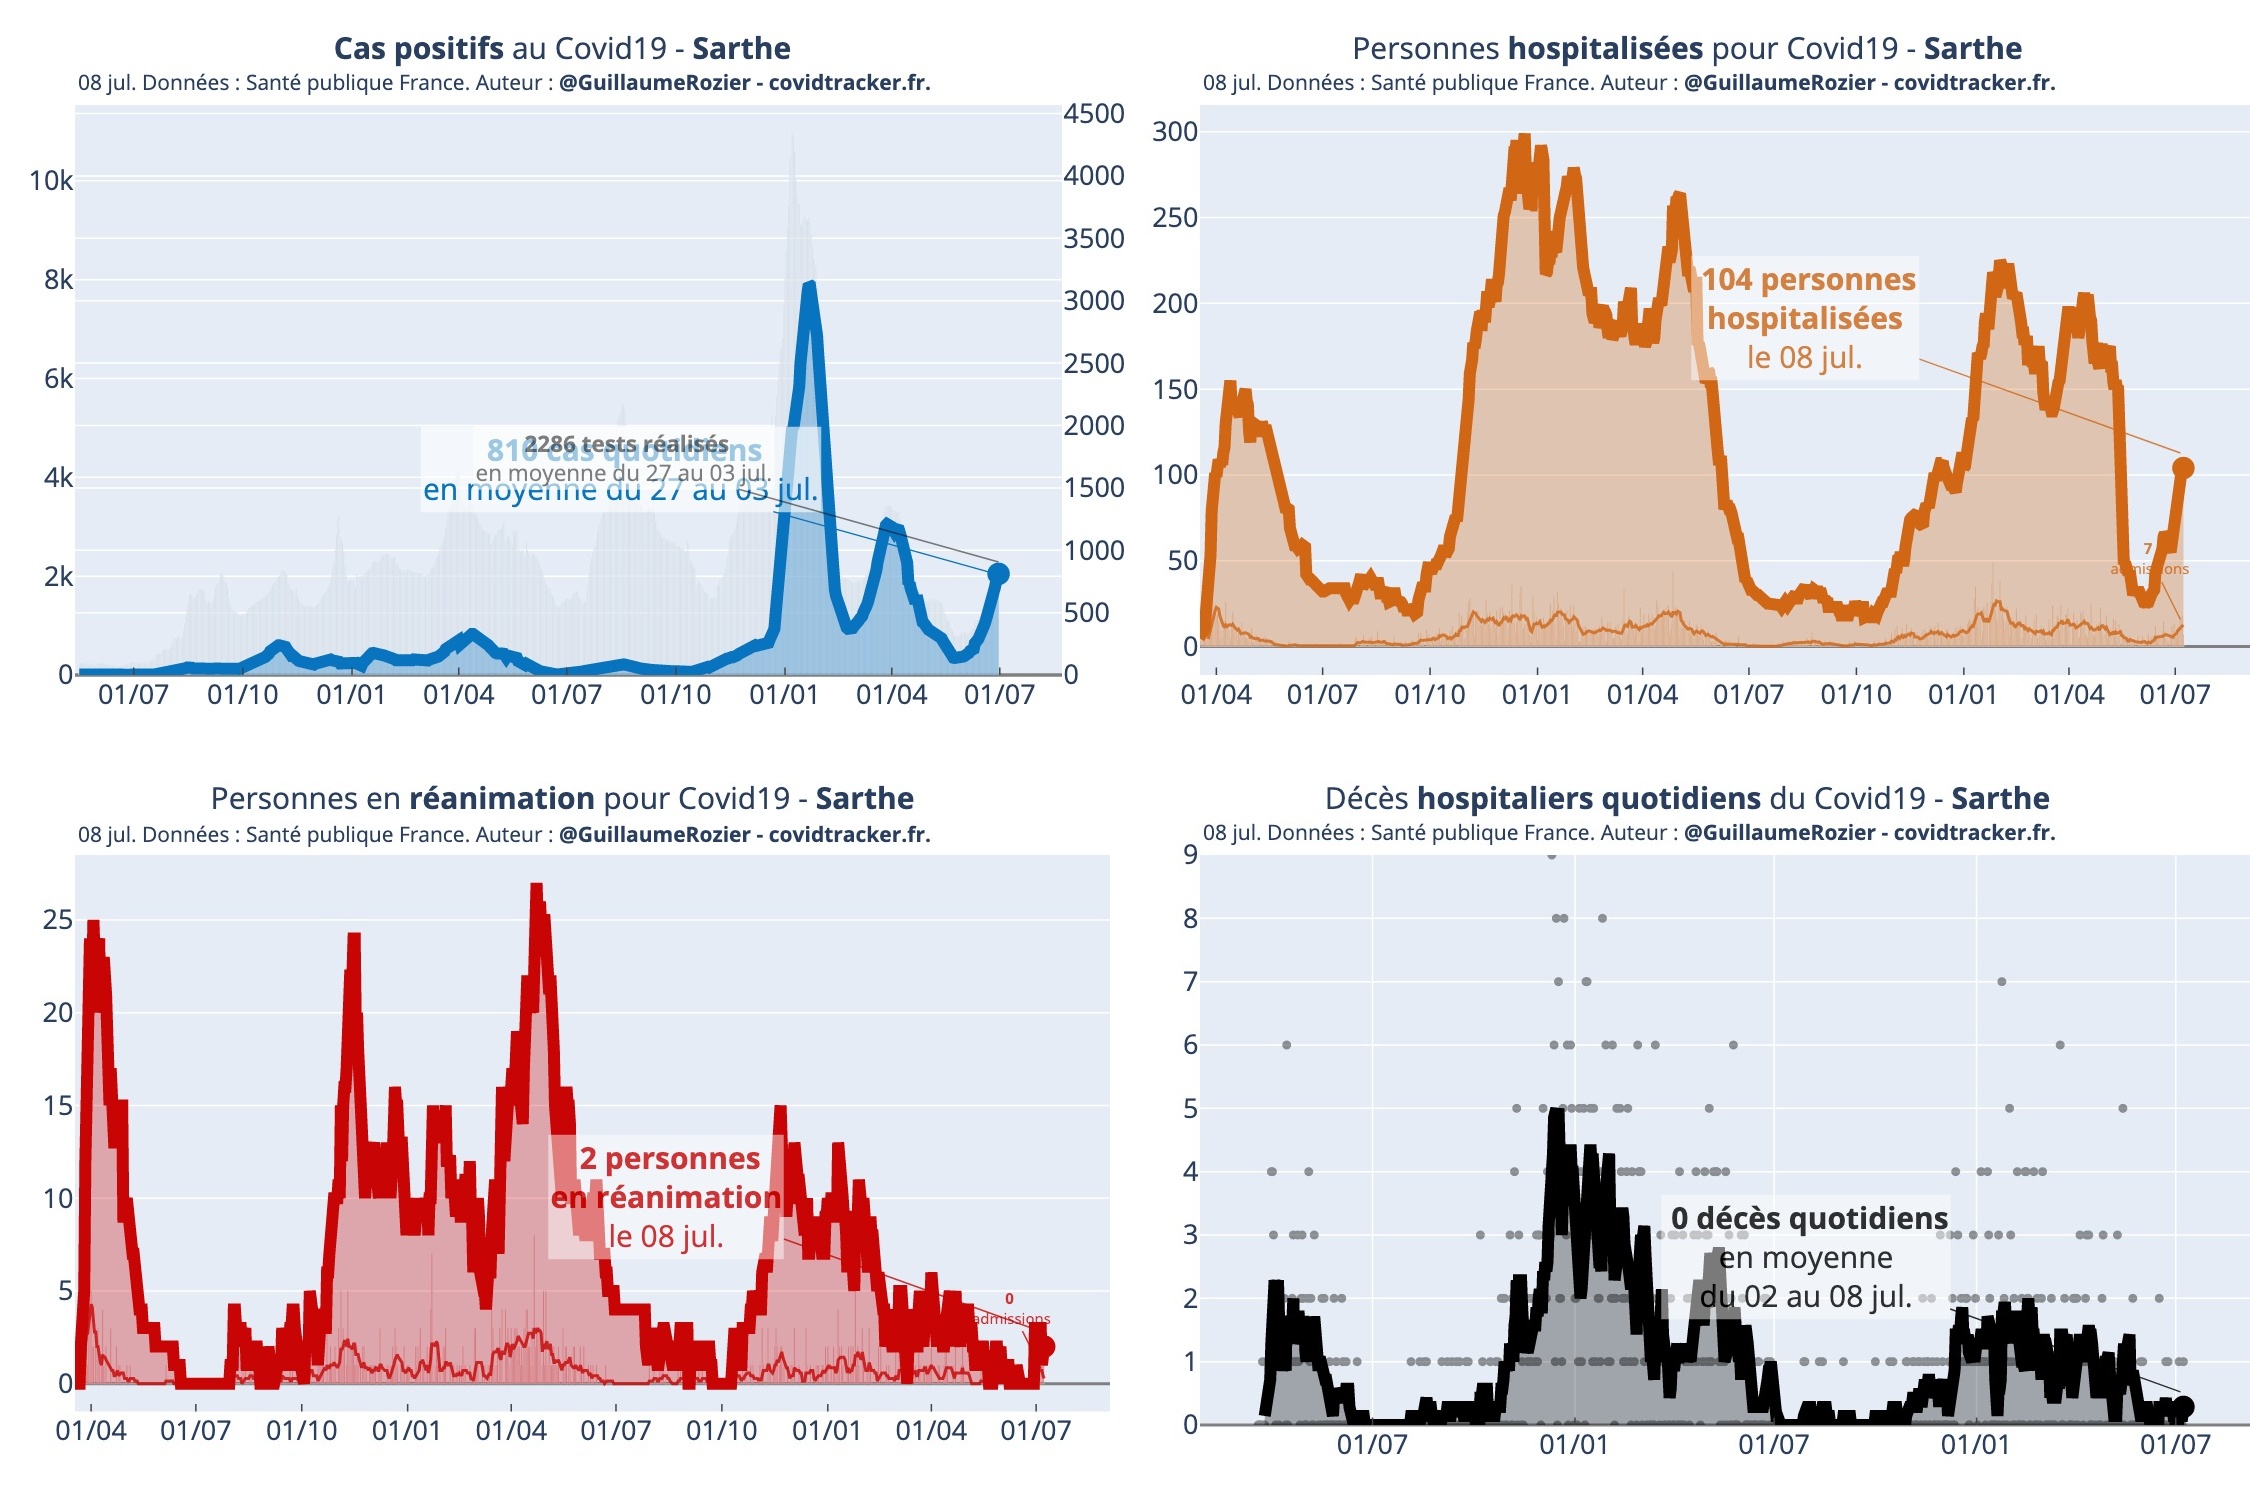 Cas positifs au Covid19 - Sarthe
08 jul. Données : Santé publique France. Auteur : @GuillaumeRozier - covidtracker.fr.
10k
8k
6k
4k
2k
0
4500
4000
3500
3000
2500
2000
1500
1000
500
0
2286 tests réalisés
en moyenne du 27 au 03 jul.
810 cas quotidiens
en moyenne du 27 au 03 jul.
01/07 01/10 01/01 01/04 01/07 01/10 01/01 01/04 01/07
Personnes hospitalisées pour Covid19 - Sarthe
08 jul. Données : Santé publique France. Auteur : @GuillaumeRozier - covidtracker.fr.
300
250
200
150
100
50
0
104 personnes
hospitalisées
le 08 jul.
7
admissions
01/04 01/07 01/10 01/01 01/04 01/07 01/10 01/01 01/04 01/07
Personnes en réanimation pour Covid19 - Sarthe
08 jul. Données : Santé publique France. Auteur : @GuillaumeRozier - covidtracker.fr.
25
20
15
10
5
0
2 personnes
en réanimation
le 08 jul.
0
admissions
01/04 01/07 01/10 01/01 01/04 01/07 01/10 01/01 01/04 01/07
Décès hospitaliers quotidiens du Covid19 - Sarthe
08 jul. Données : Santé publique France. Auteur : @GuillaumeRozier - covidtracker.fr.
9
8
7
6
5
4
3
2
1
0
0 décès quotidiens
en moyenne
du 02 au 08 jul.
01/07 01/01 01/07 01/01 01/07